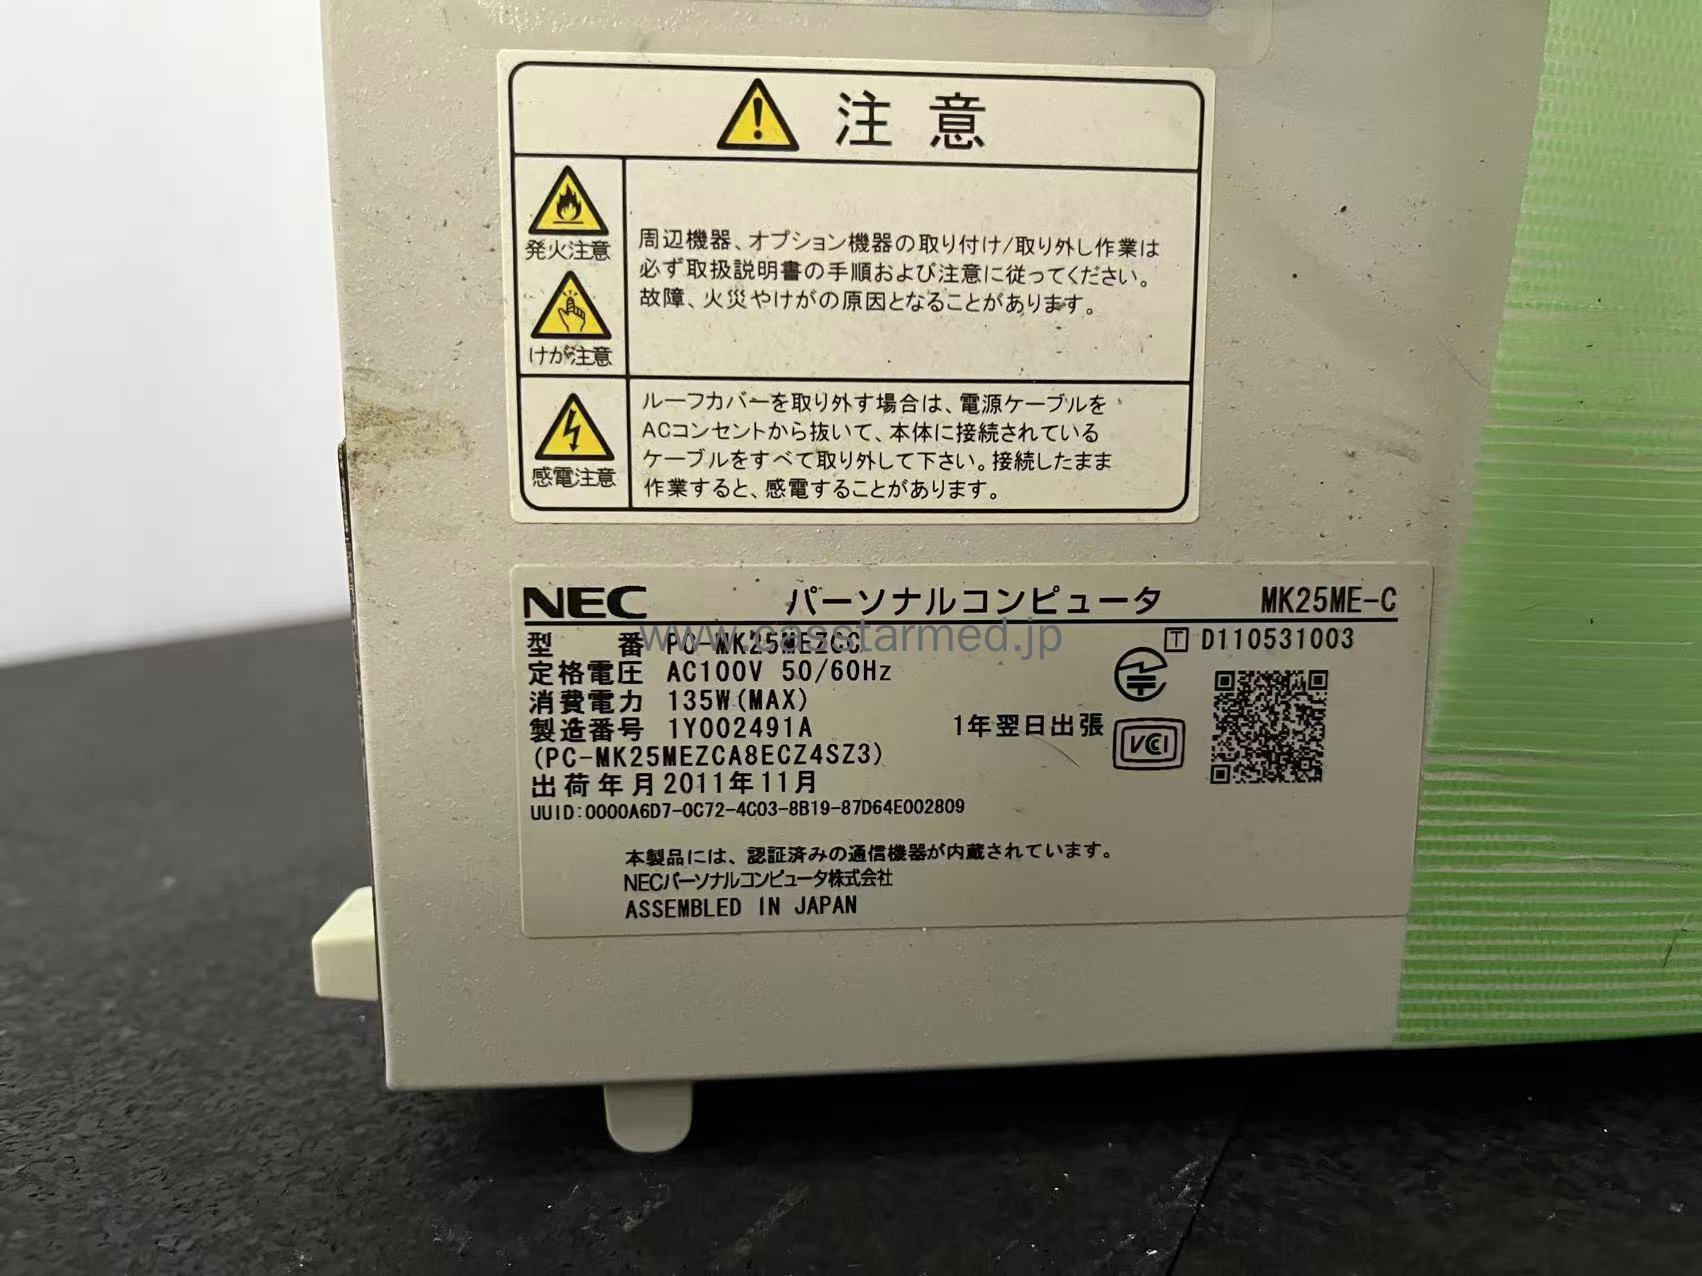 注意
発火注意
けが注意
周辺機器、オプション機器の取り付け/取り外し作業は
必ず取扱説明書の手順および注意に従ってください。
故障、火災やけがの原因となることがあります。
感電注意
ルーフカバーを取り外す場合は、電源ケーブルを
ACコンセントから抜いて、本体に接続されている
ケーブルをすべて取り外して下さい。接続したまま
作業すると、感電することがあります。
NEC パーソナルコンピュータ MK25ME-C
型番 PC-MK25MEZCC
T D110531003
www.casstarmed.jp
定格電圧 AC100V 50/60Hz
消費電力 135W(MAX)
製造番号 1Y002491A 1年翌日出張
VCCI
(PC-MK25MEZCA8ECZ4SZ3)
出荷年月 2011年11月
UUID:0000A6D7-0C72-4C03-8B19-87D64E002809
本製品には、認証済みの通信機器が内蔵されています。
NECパーソナルコンピュータ株式会社
ASSEMBLED IN JAPAN